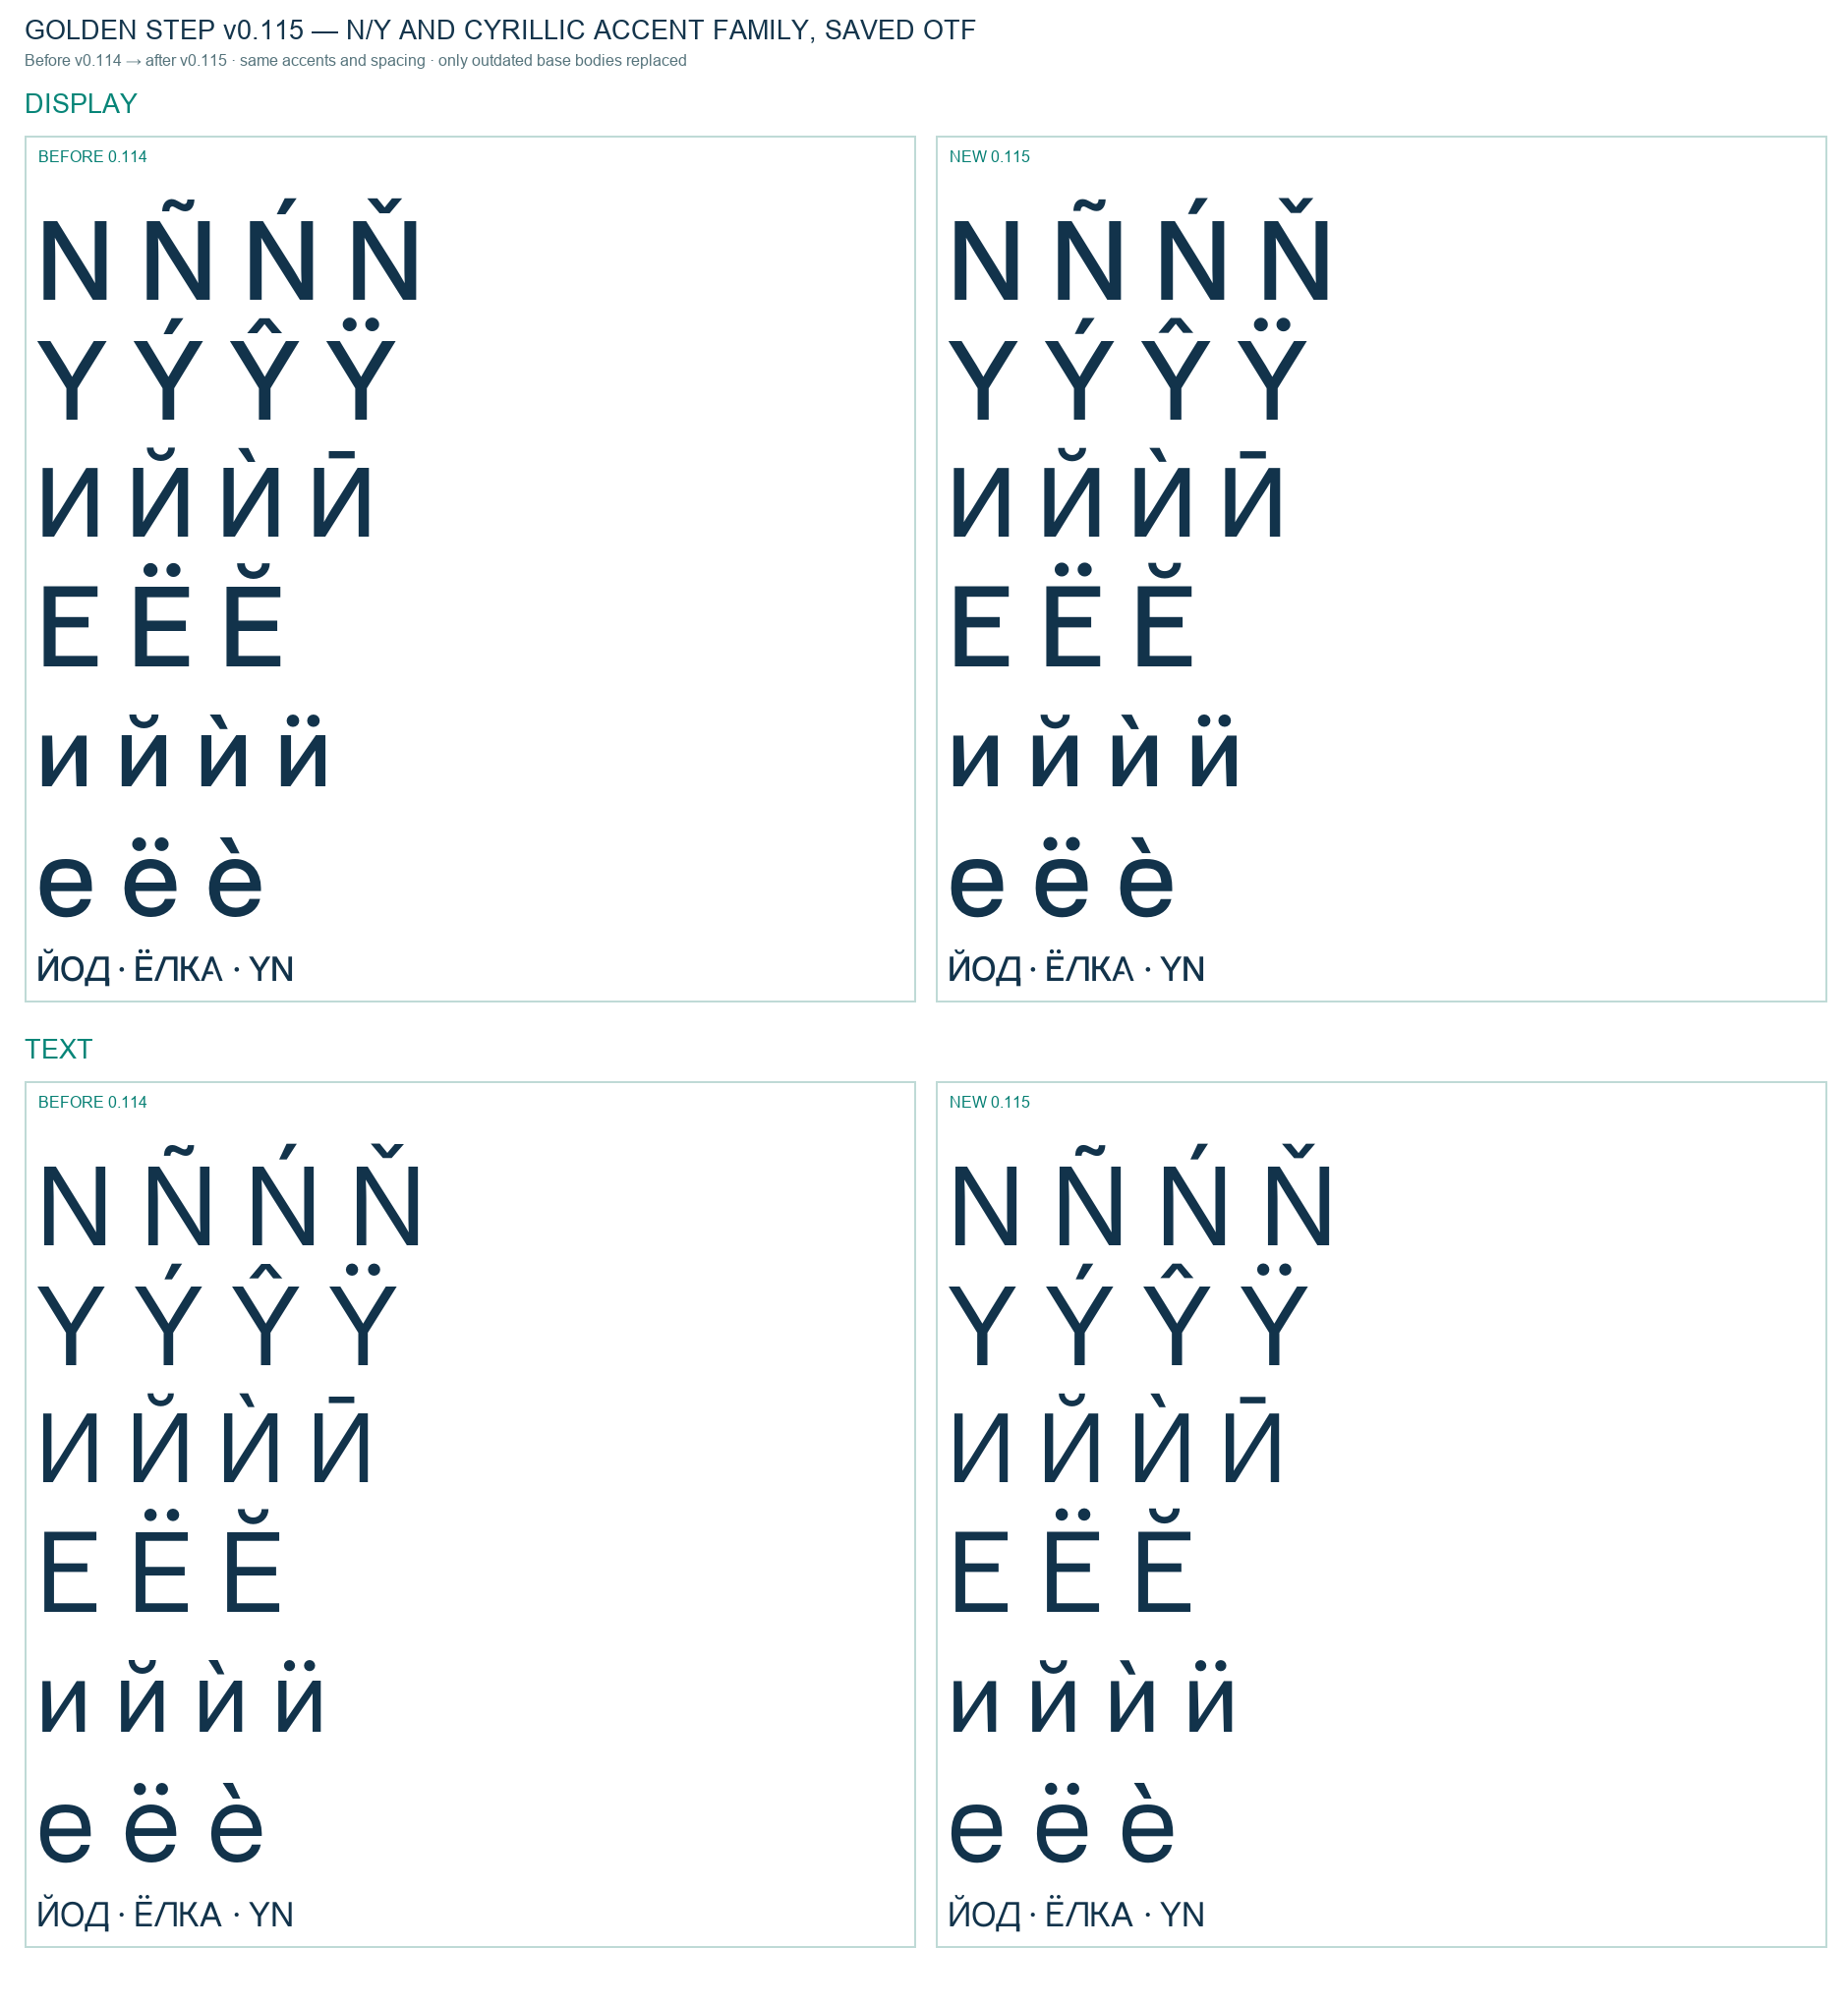 GOLDEN STEP v0.115 — N/Y AND CYRILLIC ACCENT FAMILY, SAVED OTF
Before v0.114 → after v0.115 · same accents and spacing · only outdated base bodies replaced
DISPLAY
BEFORE 0.114
N Ñ Ń Ň
Y Ý Ŷ Ÿ
И Й Ѝ Ӣ
Е Ё Ӗ
и й ѝ ӥ
е ё ѐ
ЙОД · ЁЛКА · YN
NEW 0.115
N Ñ Ń Ň
Y Ý Ŷ Ÿ
И Й Ѝ Ӣ
Е Ё Ӗ
и й ѝ ӥ
е ё ѐ
ЙОД · ЁЛКА · YN
TEXT
BEFORE 0.114
N Ñ Ń Ň
Y Ý Ŷ Ÿ
И Й Ѝ Ӣ
Е Ё Ӗ
и й ѝ ӥ
е ё ѐ
ЙОД · ЁЛКА · YN
NEW 0.115
N Ñ Ń Ň
Y Ý Ŷ Ÿ
И Й Ѝ Ӣ
Е Ё Ӗ
и й ѝ ӥ
е ё ѐ
ЙОД · ЁЛКА · YN